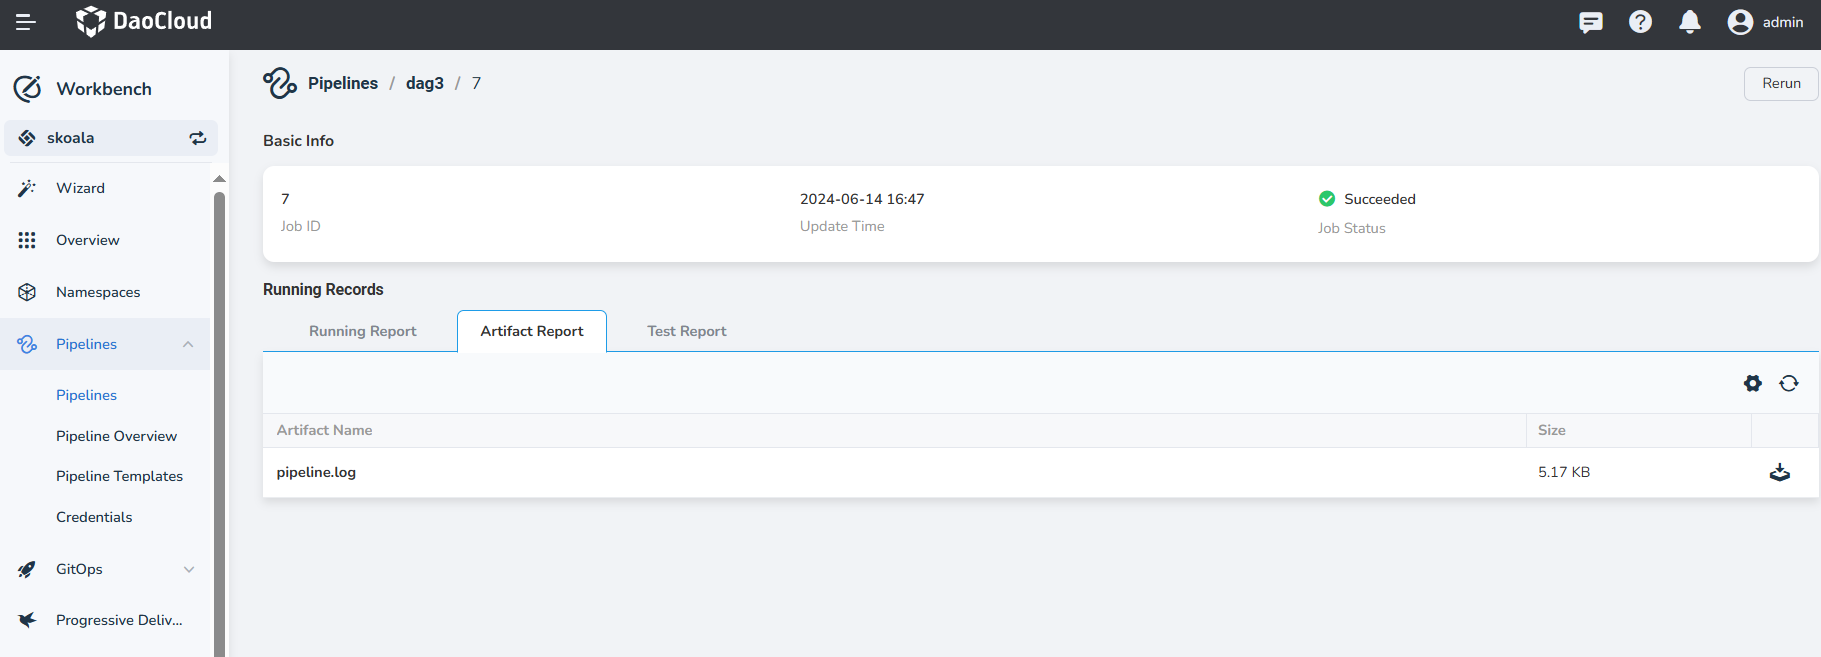 DaoCloud
admin
Workbench
skoala
Wizard
Overview
Namespaces
Pipelines
Pipelines
Pipeline Overview
Pipeline Templates
Credentials
GitOps
Progressive Deliv...
Pipelines / dag3 / 7
Rerun
Basic Info
7
Job ID
2024-06-14 16:47
Update Time
Succeeded
Job Status
Running Records
Running Report Artifact Report Test Report
Artifact Name Size
pipeline.log 5.17 KB